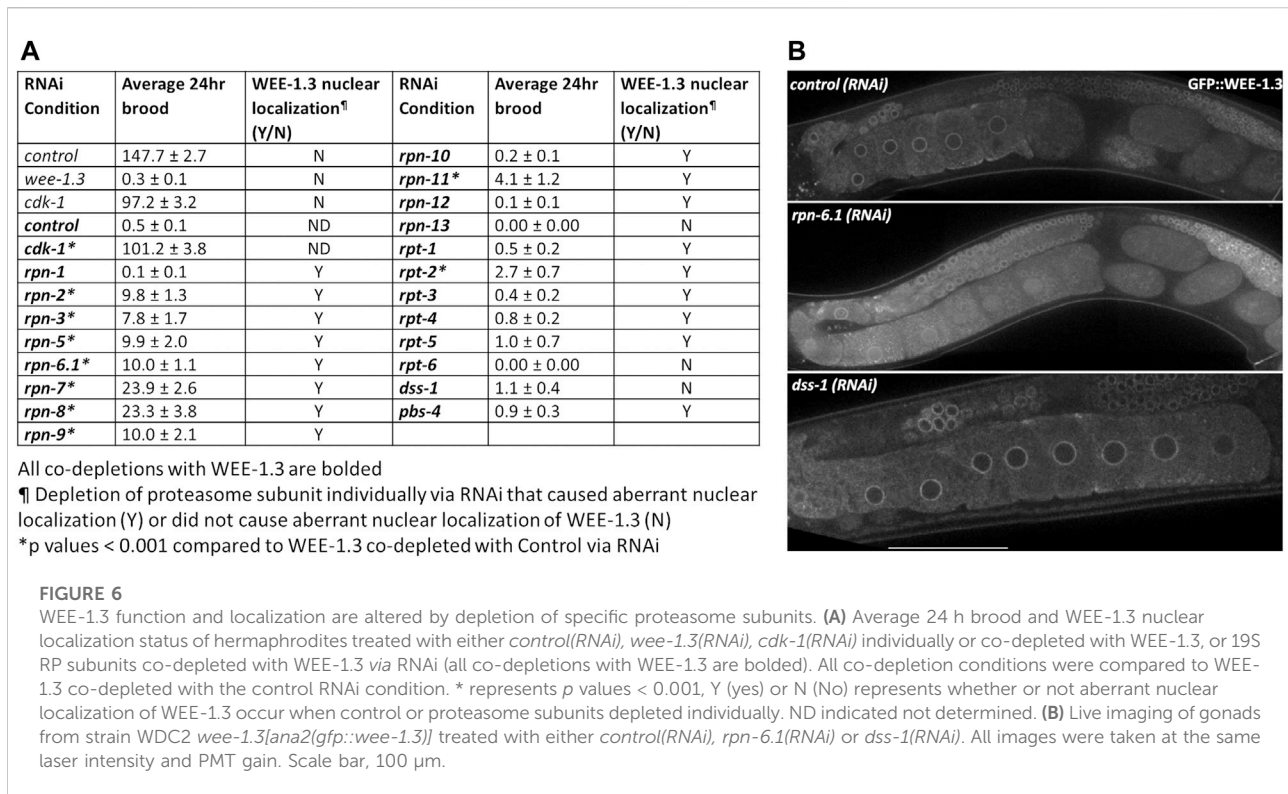 A
RNAi Condition | Average 24hr brood | WEE-1.3 nuclear localization¶ (Y/N) | RNAi Condition | Average 24hr brood | WEE-1.3 nuclear localization¶ (Y/N)
control | 147.7 ± 2.7 | N | rpn-10 | 0.2 ± 0.1 | Y
wee-1.3 | 0.3 ± 0.1 | N | rpn-11* | 4.1 ± 1.2 | Y
cdk-1 | 97.2 ± 3.2 | N | rpn-12 | 0.1 ± 0.1 | Y
control | 0.5 ± 0.1 | ND | rpn-13 | 0.00 ± 0.00 | N
cdk-1* | 101.2 ± 3.8 | ND | rpt-1 | 0.5 ± 0.2 | Y
rpn-1 | 0.1 ± 0.1 | Y | rpt-2* | 2.7 ± 0.7 | Y
rpn-2* | 9.8 ± 1.3 | Y | rpt-3 | 0.4 ± 0.2 | Y
rpn-3* | 7.8 ± 1.7 | Y | rpt-4 | 0.8 ± 0.2 | Y
rpn-5* | 9.9 ± 2.0 | Y | rpt-5 | 1.0 ± 0.7 | Y
rpn-6.1* | 10.0 ± 1.1 | Y | rpt-6 | 0.00 ± 0.00 | N
rpn-7* | 23.9 ± 2.6 | Y | dss-1 | 1.1 ± 0.4 | N
rpn-8* | 23.3 ± 3.8 | Y | pbs-4 | 0.9 ± 0.3 | Y
rpn-9* | 10.0 ± 2.1 | Y
All co-depletions with WEE-1.3 are bolded
¶ Depletion of proteasome subunit individually via RNAi that caused aberrant nuclear
localization (Y) or did not cause aberrant nuclear localization of WEE-1.3 (N)
*p values < 0.001 compared to WEE-1.3 co-depleted with Control via RNAi
B
control (RNAi) GFP::WEE-1.3
rpn-6.1 (RNAi)
dss-1 (RNAi)
FIGURE 6
WEE-1.3 function and localization are altered by depletion of specific proteasome subunits. (A) Average 24 h brood and WEE-1.3 nuclear
localization status of hermaphrodites treated with either control(RNAi), wee-1.3(RNAi), cdk-1(RNAi) individually or co-depleted with WEE-1.3, or 19S
RP subunits co-depleted with WEE-1.3 via RNAi (all co-depletions with WEE-1.3 are bolded). All co-depletion conditions were compared to WEE-
1.3 co-depleted with the control RNAi condition. * represents p values < 0.001, Y (yes) or N (No) represents whether or not aberrant nuclear
localization of WEE-1.3 occur when control or proteasome subunits depleted individually. ND indicated not determined. (B) Live imaging of gonads
from strain WDC2 wee-1.3[ana2(gfp::wee-1.3)] treated with either control(RNAi), rpn-6.1(RNAi) or dss-1(RNAi). All images were taken at the same
laser intensity and PMT gain. Scale bar, 100 µm.